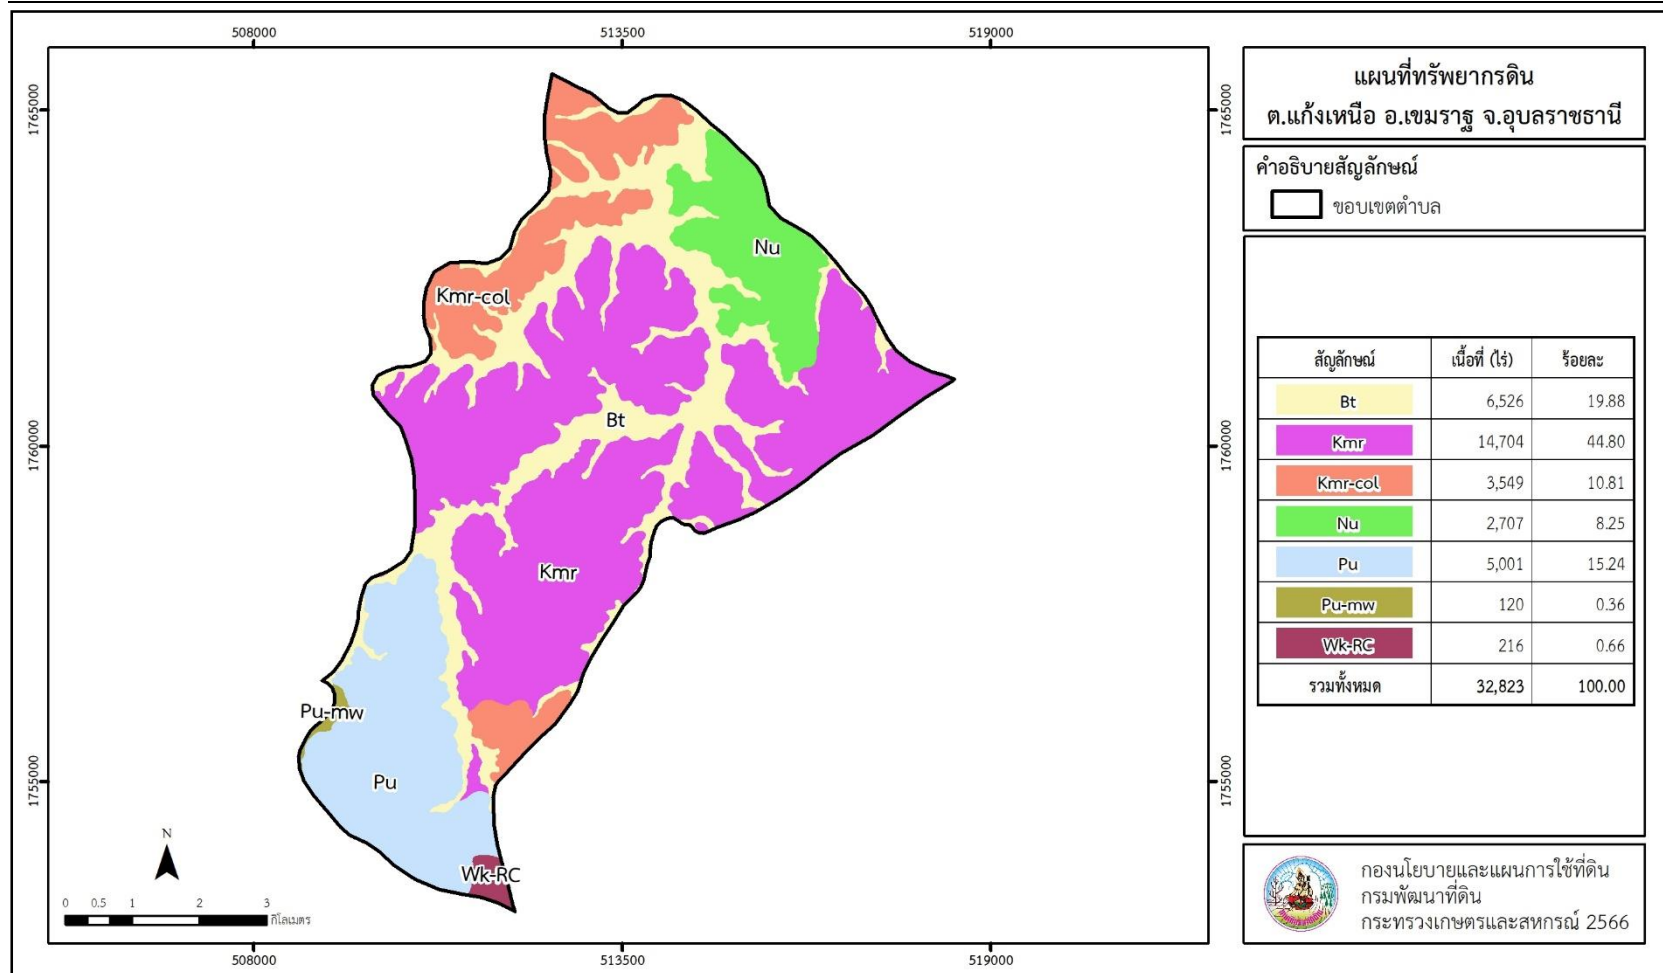 508000
513500
519000
1765000
1765000
1760000
1760000
1755000
1755000
508000
513500
519000
Nu
Kmr-col
Bt
Kmr
Pu-mw
Pu
Wk-RC
N
0 0.5 1 2 3
กิโลเมตร
แผนที่ทรัพยากรดิน
ต.แก้งเหนือ อ.เขมราฐ จ.อุบลราชธานี
คำอธิบายสัญลักษณ์
ขอบเขตตำบล
สัญลักษณ์ เนื้อที่ (ไร่) ร้อยละ
Bt 6,526 19.88
Kmr 14,704 44.80
Kmr-col 3,549 10.81
Nu 2,707 8.25
Pu 5,001 15.24
Pu-mw 120 0.36
Wk-RC 216 0.66
รวมทั้งหมด 32,823 100.00
กองนโยบายและแผนการใช้ที่ดิน
กรมพัฒนาที่ดิน
กระทรวงเกษตรและสหกรณ์ 2566